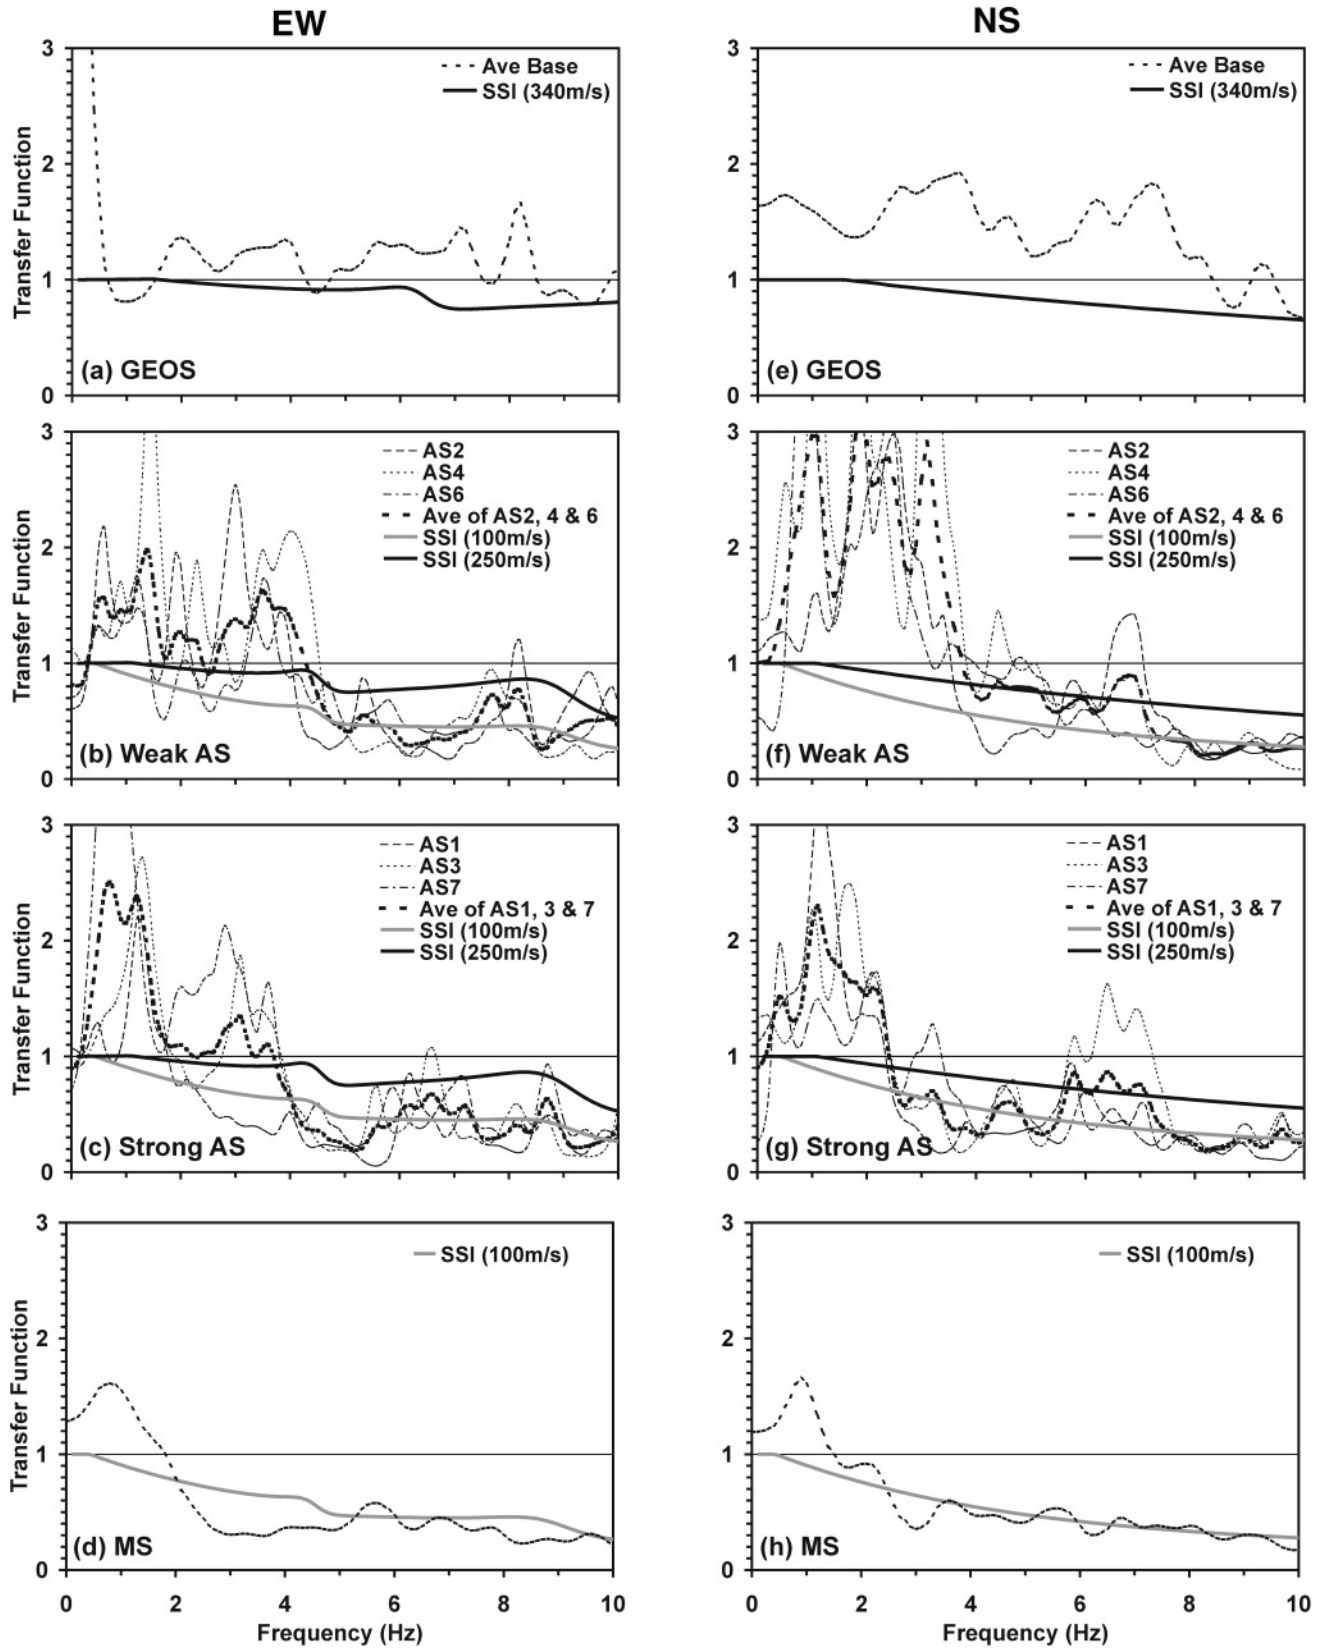 EW
NS
3
2
1
0
Transfer Function
Ave Base
SSI (340m/s)
(a) GEOS
3
2
1
0
Ave Base
SSI (340m/s)
(e) GEOS
3
2
1
0
Transfer Function
AS2
AS4
AS6
Ave of AS2, 4 & 6
SSI (100m/s)
SSI (250m/s)
(b) Weak AS
3
2
1
0
AS2
AS4
AS6
Ave of AS2, 4 & 6
SSI (100m/s)
SSI (250m/s)
(f) Weak AS
3
2
1
0
Transfer Function
AS1
AS3
AS7
Ave of AS1, 3 & 7
SSI (100m/s)
SSI (250m/s)
(c) Strong AS
3
2
1
0
AS1
AS3
AS7
Ave of AS1, 3 & 7
SSI (100m/s)
SSI (250m/s)
(g) Strong AS
3
2
1
0
Transfer Function
SSI (100m/s)
(d) MS
0 2 4 6 8 10
Frequency (Hz)
3
2
1
0
SSI (100m/s)
(h) MS
0 2 4 6 8 10
Frequency (Hz)